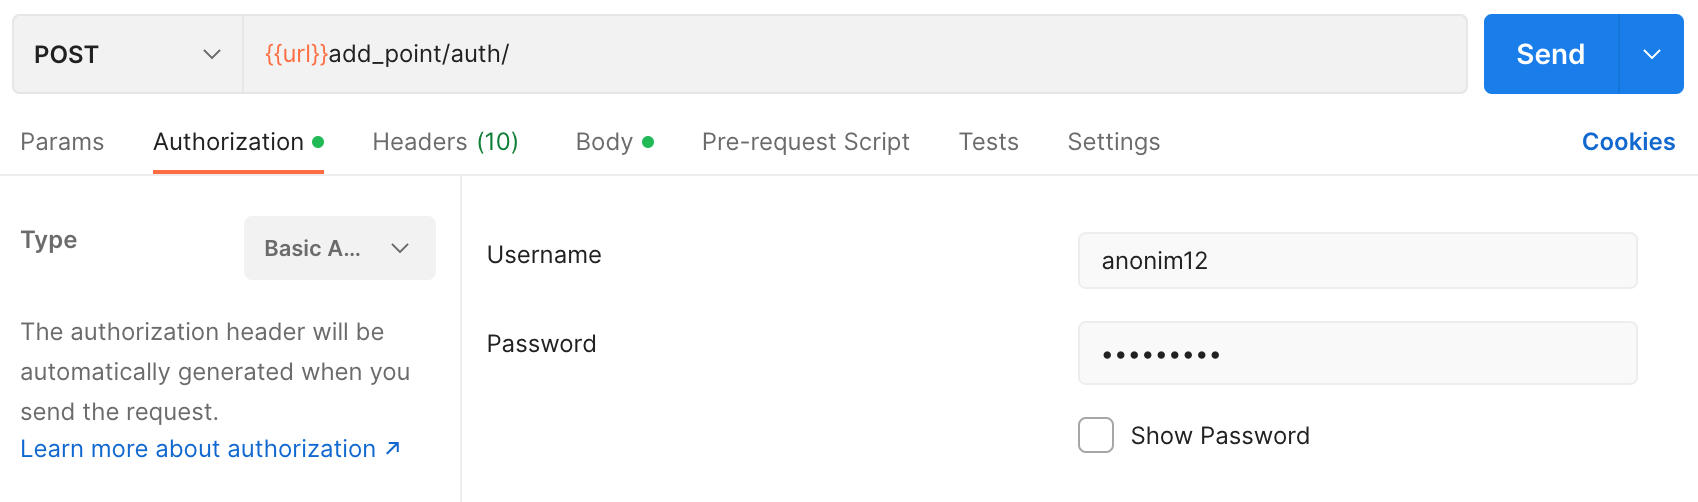 POST
{{url}}add_point/auth/
Send
Params Authorization Headers (10) Body Pre-request Script Tests Settings Cookies
Type
Basic A...
The authorization header will be
automatically generated when you
send the request.
Learn more about authorization ↗
Username
anonim12
Password
•••••••••
Show Password